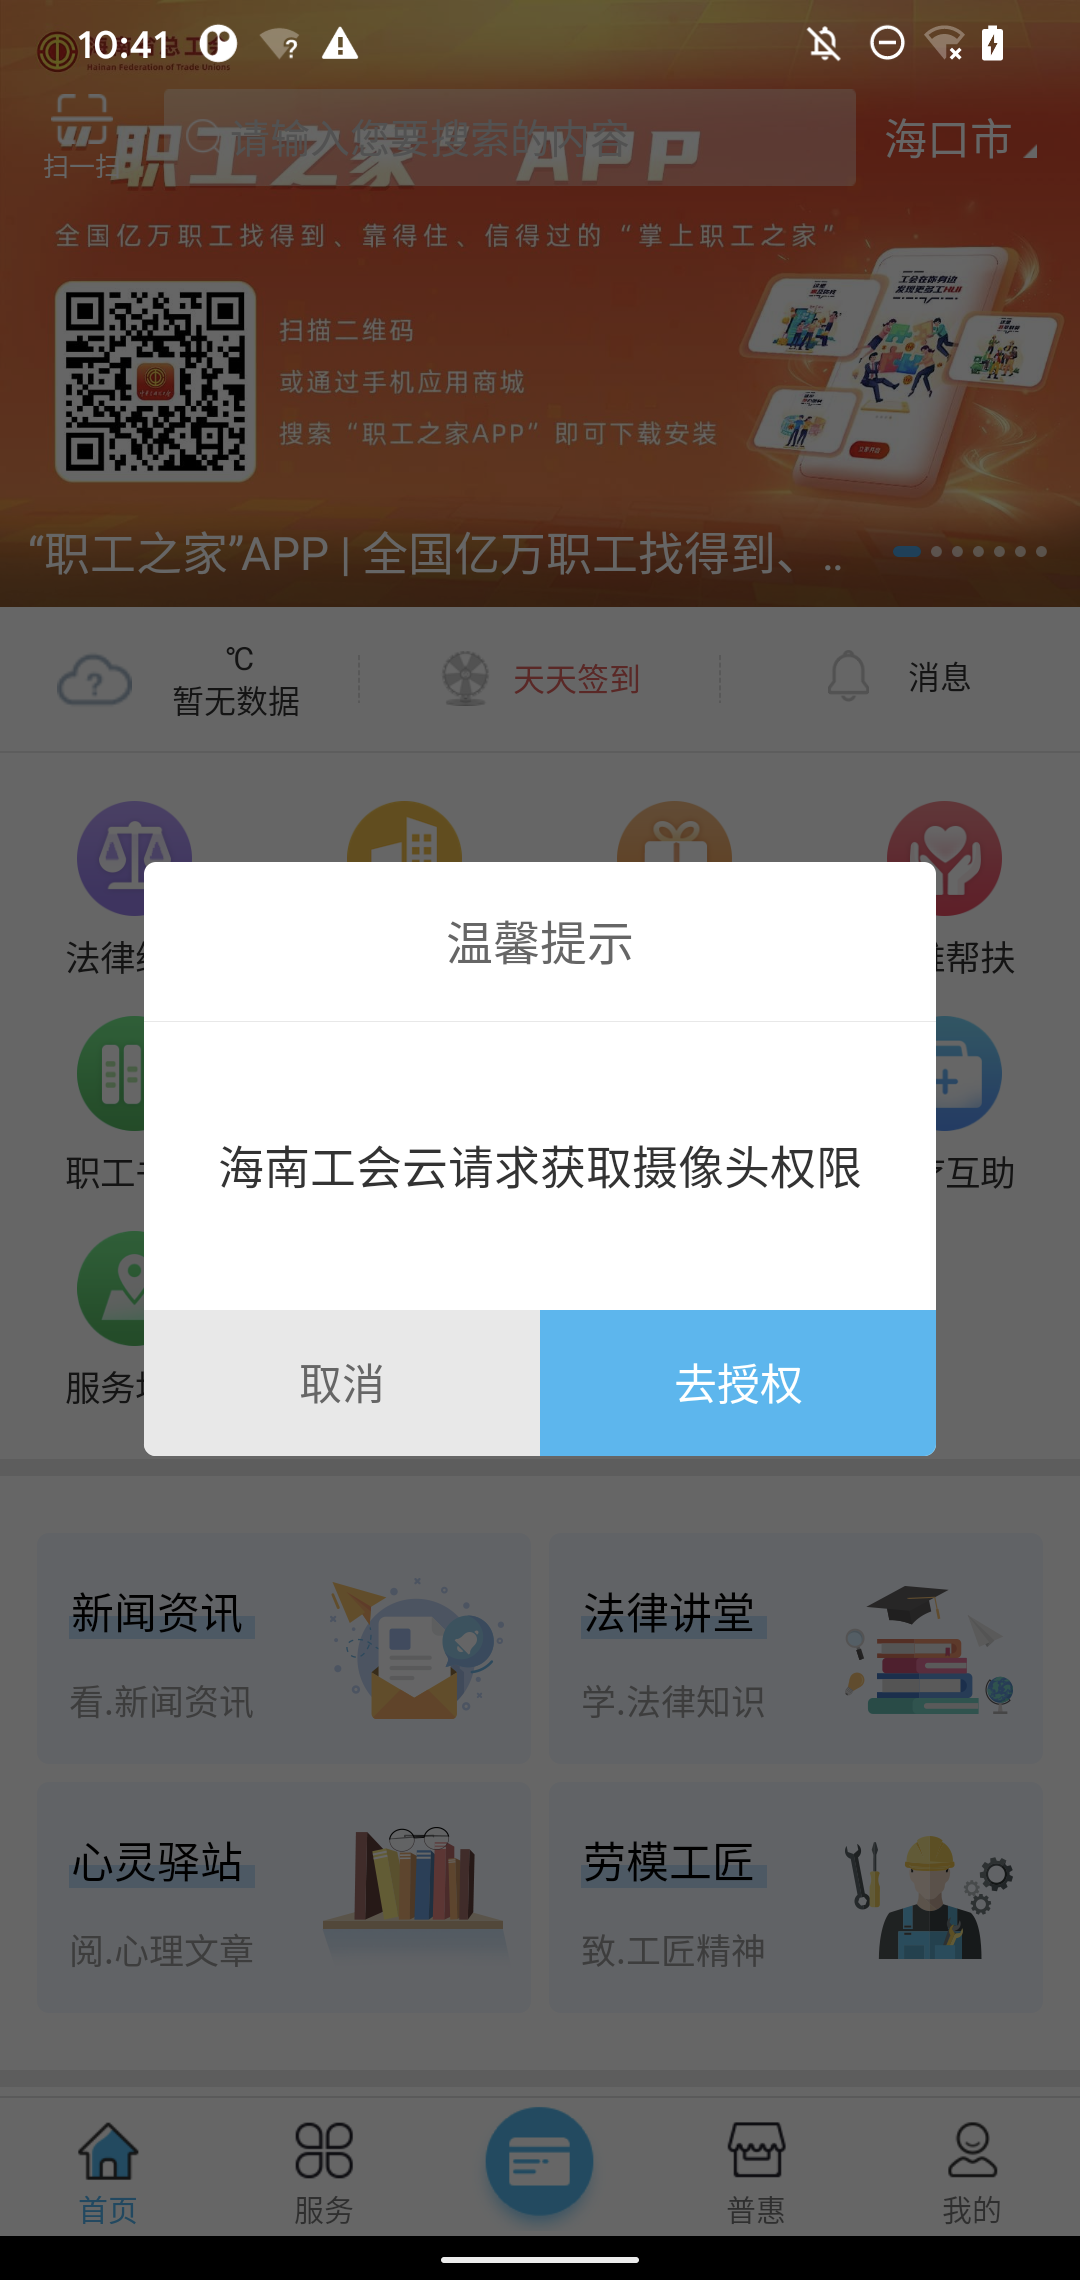 10:41
Hainan Federation of Trade Unions
请输入您要搜索的内容
海口市
扫一扫
“职工之家” APP
全国亿万职工找得到、靠得住、信得过的“掌上职工之家”
扫描二维码
或通过手机应用商城
搜索“职工之家APP”即可下载安装
“职工之家”APP | 全国亿万职工找得到、..
℃
暂无数据
天天签到
消息
法律
帮扶
职工
互助
服务
温馨提示
海南工会云请求获取摄像头权限
取消
去授权
新闻资讯
看.新闻资讯
法律讲堂
学.法律知识
心灵驿站
阅.心理文章
劳模工匠
致.工匠精神
首页
服务
普惠
我的